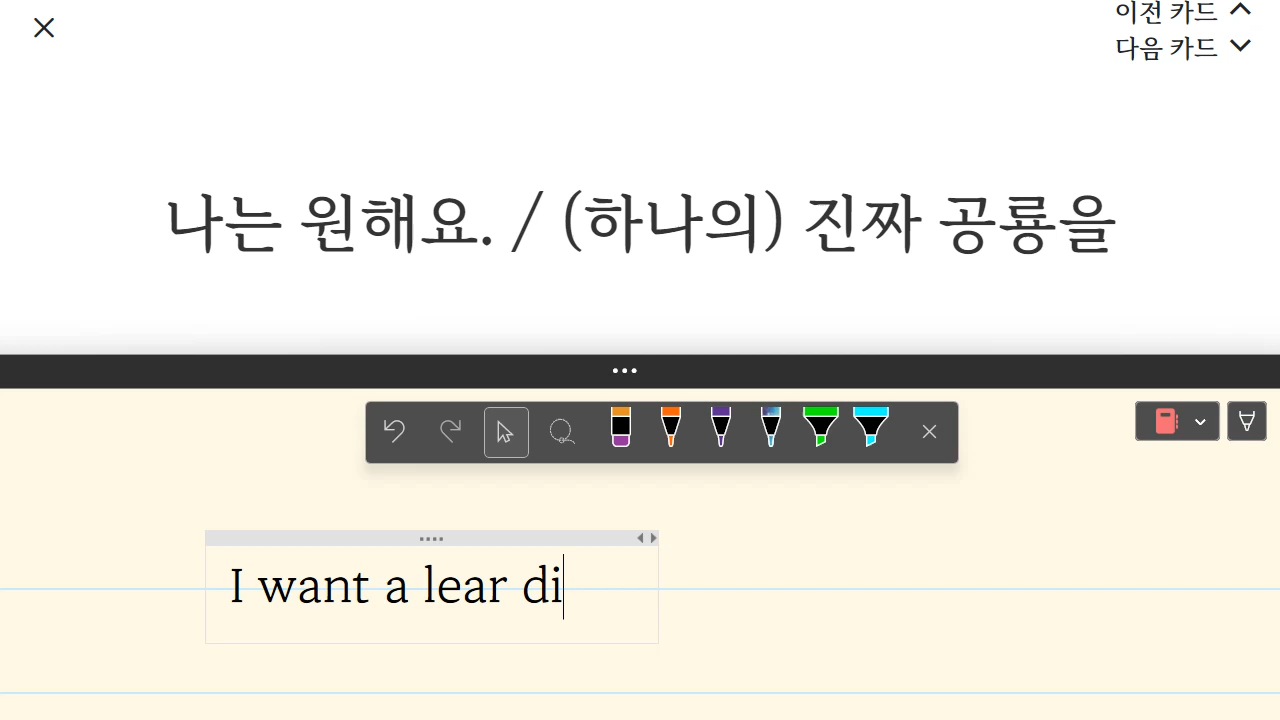 이전 카드
다음 카드
나는 원해요. / (하나의) 진짜 공룡을
I want a lear di